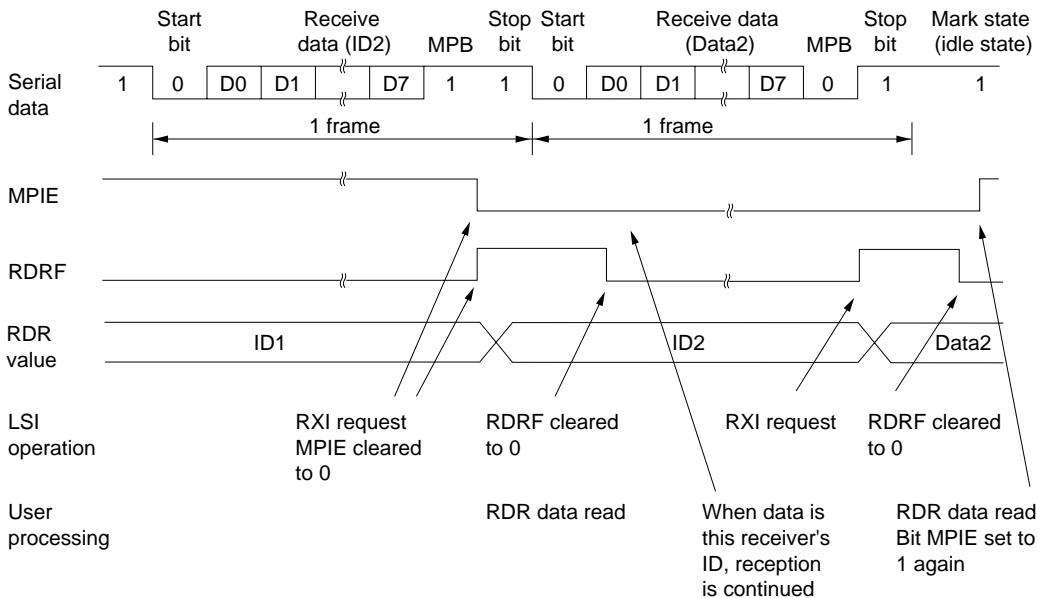 Start bit
Receive data (ID2)
MPB
Stop bit
Start bit
Receive data (Data2)
MPB
Stop bit
Mark state (idle state)
Serial data
1 0 D0 D1 D7 1 1 0 D0 D1 D7 0 1 1
1 frame
1 frame
MPIE
RDRF
RDR value
ID1
ID2
Data2
LSI operation
RXI request
MPIE cleared
to 0
RDRF cleared
to 0
RXI request
RDRF cleared
to 0
User processing
RDR data read
When data is
this receiver's
ID, reception
is continued
RDR data read
Bit MPIE set to
1 again